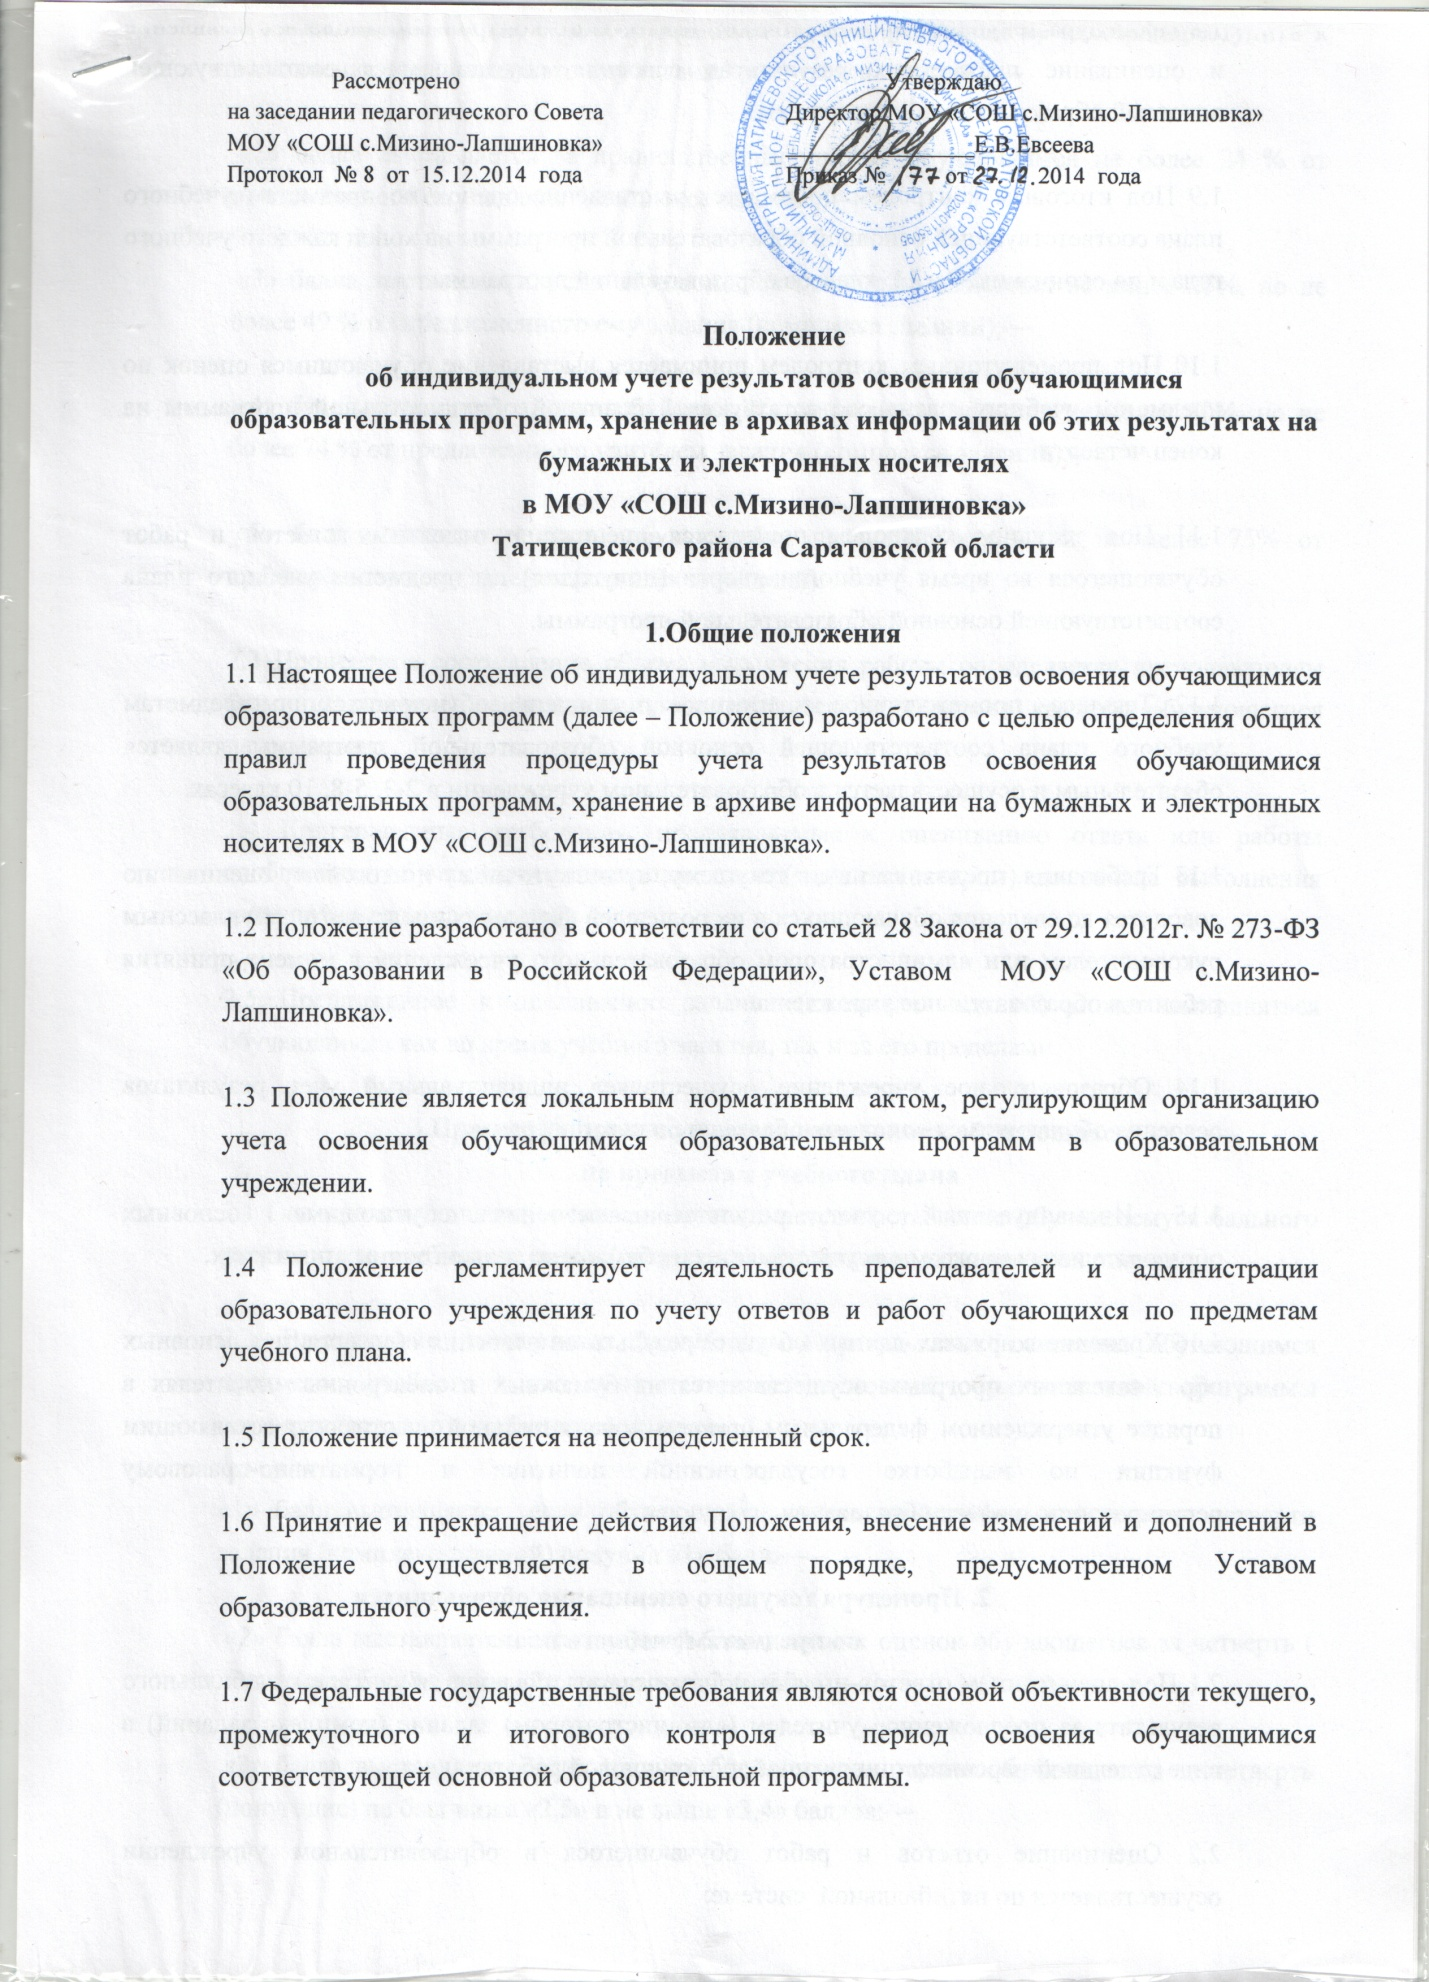 Рассмотрено
на заседании педагогического Совета
МОУ «СОШ с.Мизино-Лапшиновка»
Протокол № 8 от 15.12.2014 года
Утверждаю
Директор МОУ «СОШ с.Мизино-Лапшиновка»
Е.В.Евсеева
Приказ № 177 от 27.12.2014 года
Положение
об индивидуальном учете результатов освоения обучающимися
образовательных программ, хранение в архивах информации об этих результатах на
бумажных и электронных носителях
в МОУ «СОШ с.Мизино-Лапшиновка»
Татищевского района Саратовской области
1.Общие положения
1.1 Настоящее Положение об индивидуальном учете результатов освоения обучающимися
образовательных программ (далее – Положение) разработано с целью определения общих
правил проведения процедуры учета результатов освоения обучающимися
образовательных программ, хранение в архиве информации на бумажных и электронных
носителях в МОУ «СОШ с.Мизино-Лапшиновка».
1.2 Положение разработано в соответствии со статьей 28 Закона от 29.12.2012г. № 273-ФЗ
«Об образовании в Российской Федерации», Уставом МОУ «СОШ с.Мизино-
Лапшиновка».
1.3 Положение является локальным нормативным актом, регулирующим организацию
учета освоения обучающимися образовательных программ в образовательном
учреждении.
1.4 Положение регламентирует деятельность преподавателей и администрации
образовательного учреждения по учету ответов и работ обучающихся по предметам
учебного плана.
1.5 Положение принимается на неопределенный срок.
1.6 Принятие и прекращение действия Положения, внесение изменений и дополнений в
Положение осуществляется в общем порядке, предусмотренном Уставом
образовательного учреждения.
1.7 Федеральные государственные требования являются основой объективности текущего,
промежуточного и итогового контроля в период освоения обучающимися
соответствующей основной образовательной программы.